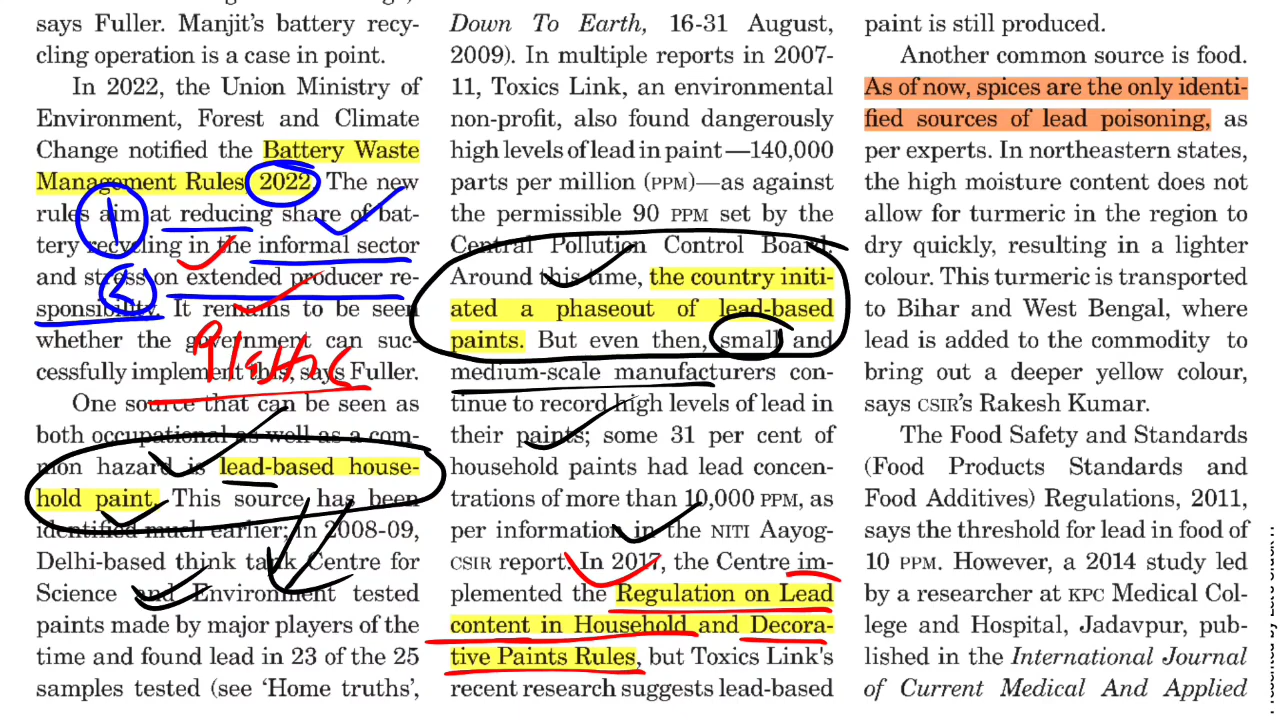 says Fuller. Manjit's battery recy-
cling operation is a case in point.
In 2022, the Union Ministry of
Environment, Forest and Climate
Change notified the Battery Waste
Management Rules 2022. The new
rules aim at reducing share of bat-
tery recycling in the informal sector
and stress on extended producer re-
sponsibility. It remains to be seen
whether the government can suc-
cessfully implement this, says Fuller.
One source that can be seen as
both occupational as well as a com-
mon hazard is lead-based house-
hold paint. This source has been
identified much earlier; in 2008-09,
Delhi-based think tank Centre for
Science and Environment tested
paints made by major players of the
time and found lead in 23 of the 25
samples tested (see 'Home truths',
1
2
Plastic
Down To Earth, 16-31 August,
2009). In multiple reports in 2007-
11, Toxics Link, an environmental
non-profit, also found dangerously
high levels of lead in paint—140,000
parts per million (PPM)—as against
the permissible 90 PPM set by the
Central Pollution Control Board.
Around this time, the country initi-
ated a phaseout of lead-based
paints. But even then, small and
medium-scale manufacturers con-
tinue to record high levels of lead in
their paints; some 31 per cent of
household paints had lead concen-
trations of more than 10,000 PPM, as
per information in the NITI Aayog-
CSIR report. In 2017, the Centre im-
plemented the Regulation on Lead
content in Household and Decora-
tive Paints Rules, but Toxics Link's
recent research suggests lead-based
paint is still produced.
Another common source is food.
As of now, spices are the only identi-
fied sources of lead poisoning, as
per experts. In northeastern states,
the high moisture content does not
allow for turmeric in the region to
dry quickly, resulting in a lighter
colour. This turmeric is transported
to Bihar and West Bengal, where
lead is added to the commodity to
bring out a deeper yellow colour,
says CSIR's Rakesh Kumar.
The Food Safety and Standards
(Food Products Standards and
Food Additives) Regulations, 2011,
says the threshold for lead in food of
10 PPM. However, a 2014 study led
by a researcher at KPC Medical Col-
lege and Hospital, Jadavpur, pub-
lished in the International Journal
of Current Medical And Applied